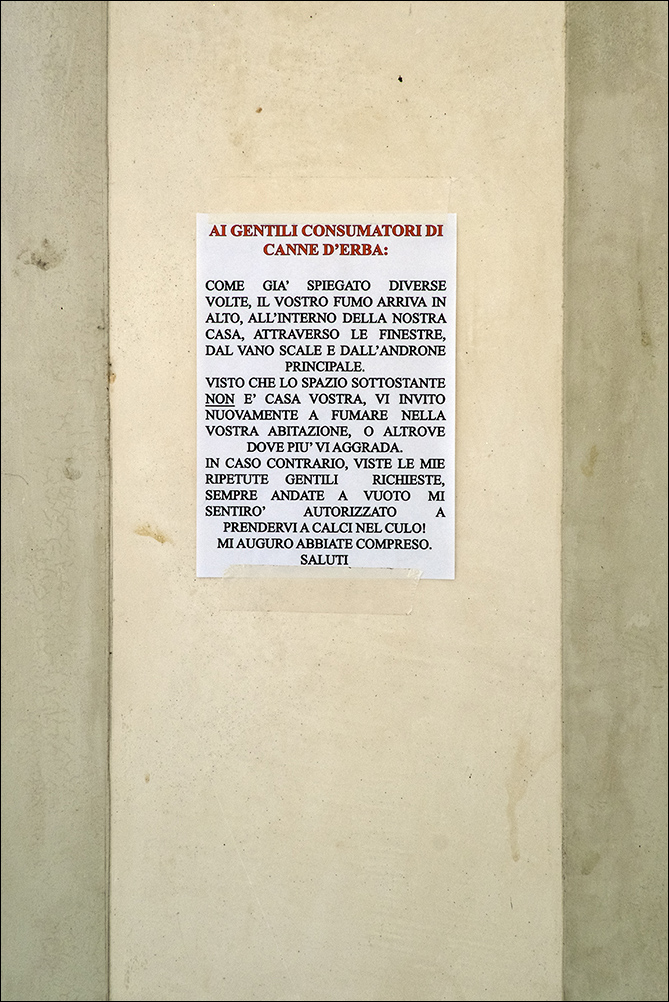 AI GENTILI CONSUMATORI DI
CANNE D'ERBA:
COME GIA' SPIEGATO DIVERSE
VOLTE, IL VOSTRO FUMO ARRIVA IN
ALTO, ALL'INTERNO DELLA NOSTRA
CASA, ATTRAVERSO LE FINESTRE,
DAL VANO SCALE E DALL'ANDRONE
PRINCIPALE.
VISTO CHE LO SPAZIO SOTTOSTANTE
NON E' CASA VOSTRA, VI INVITO
NUOVAMENTE A FUMARE NELLA
VOSTRA ABITAZIONE, O ALTROVE
DOVE PIU' VI AGGRADA.
IN CASO CONTRARIO, VISTE LE MIE
RIPETUTE GENTILI RICHIESTE,
SEMPRE ANDATE A VUOTO MI
SENTIRO' AUTORIZZATO A
PRENDERVI A CALCI NEL CULO!
MI AUGURO ABBIATE COMPRESO.
SALUTI